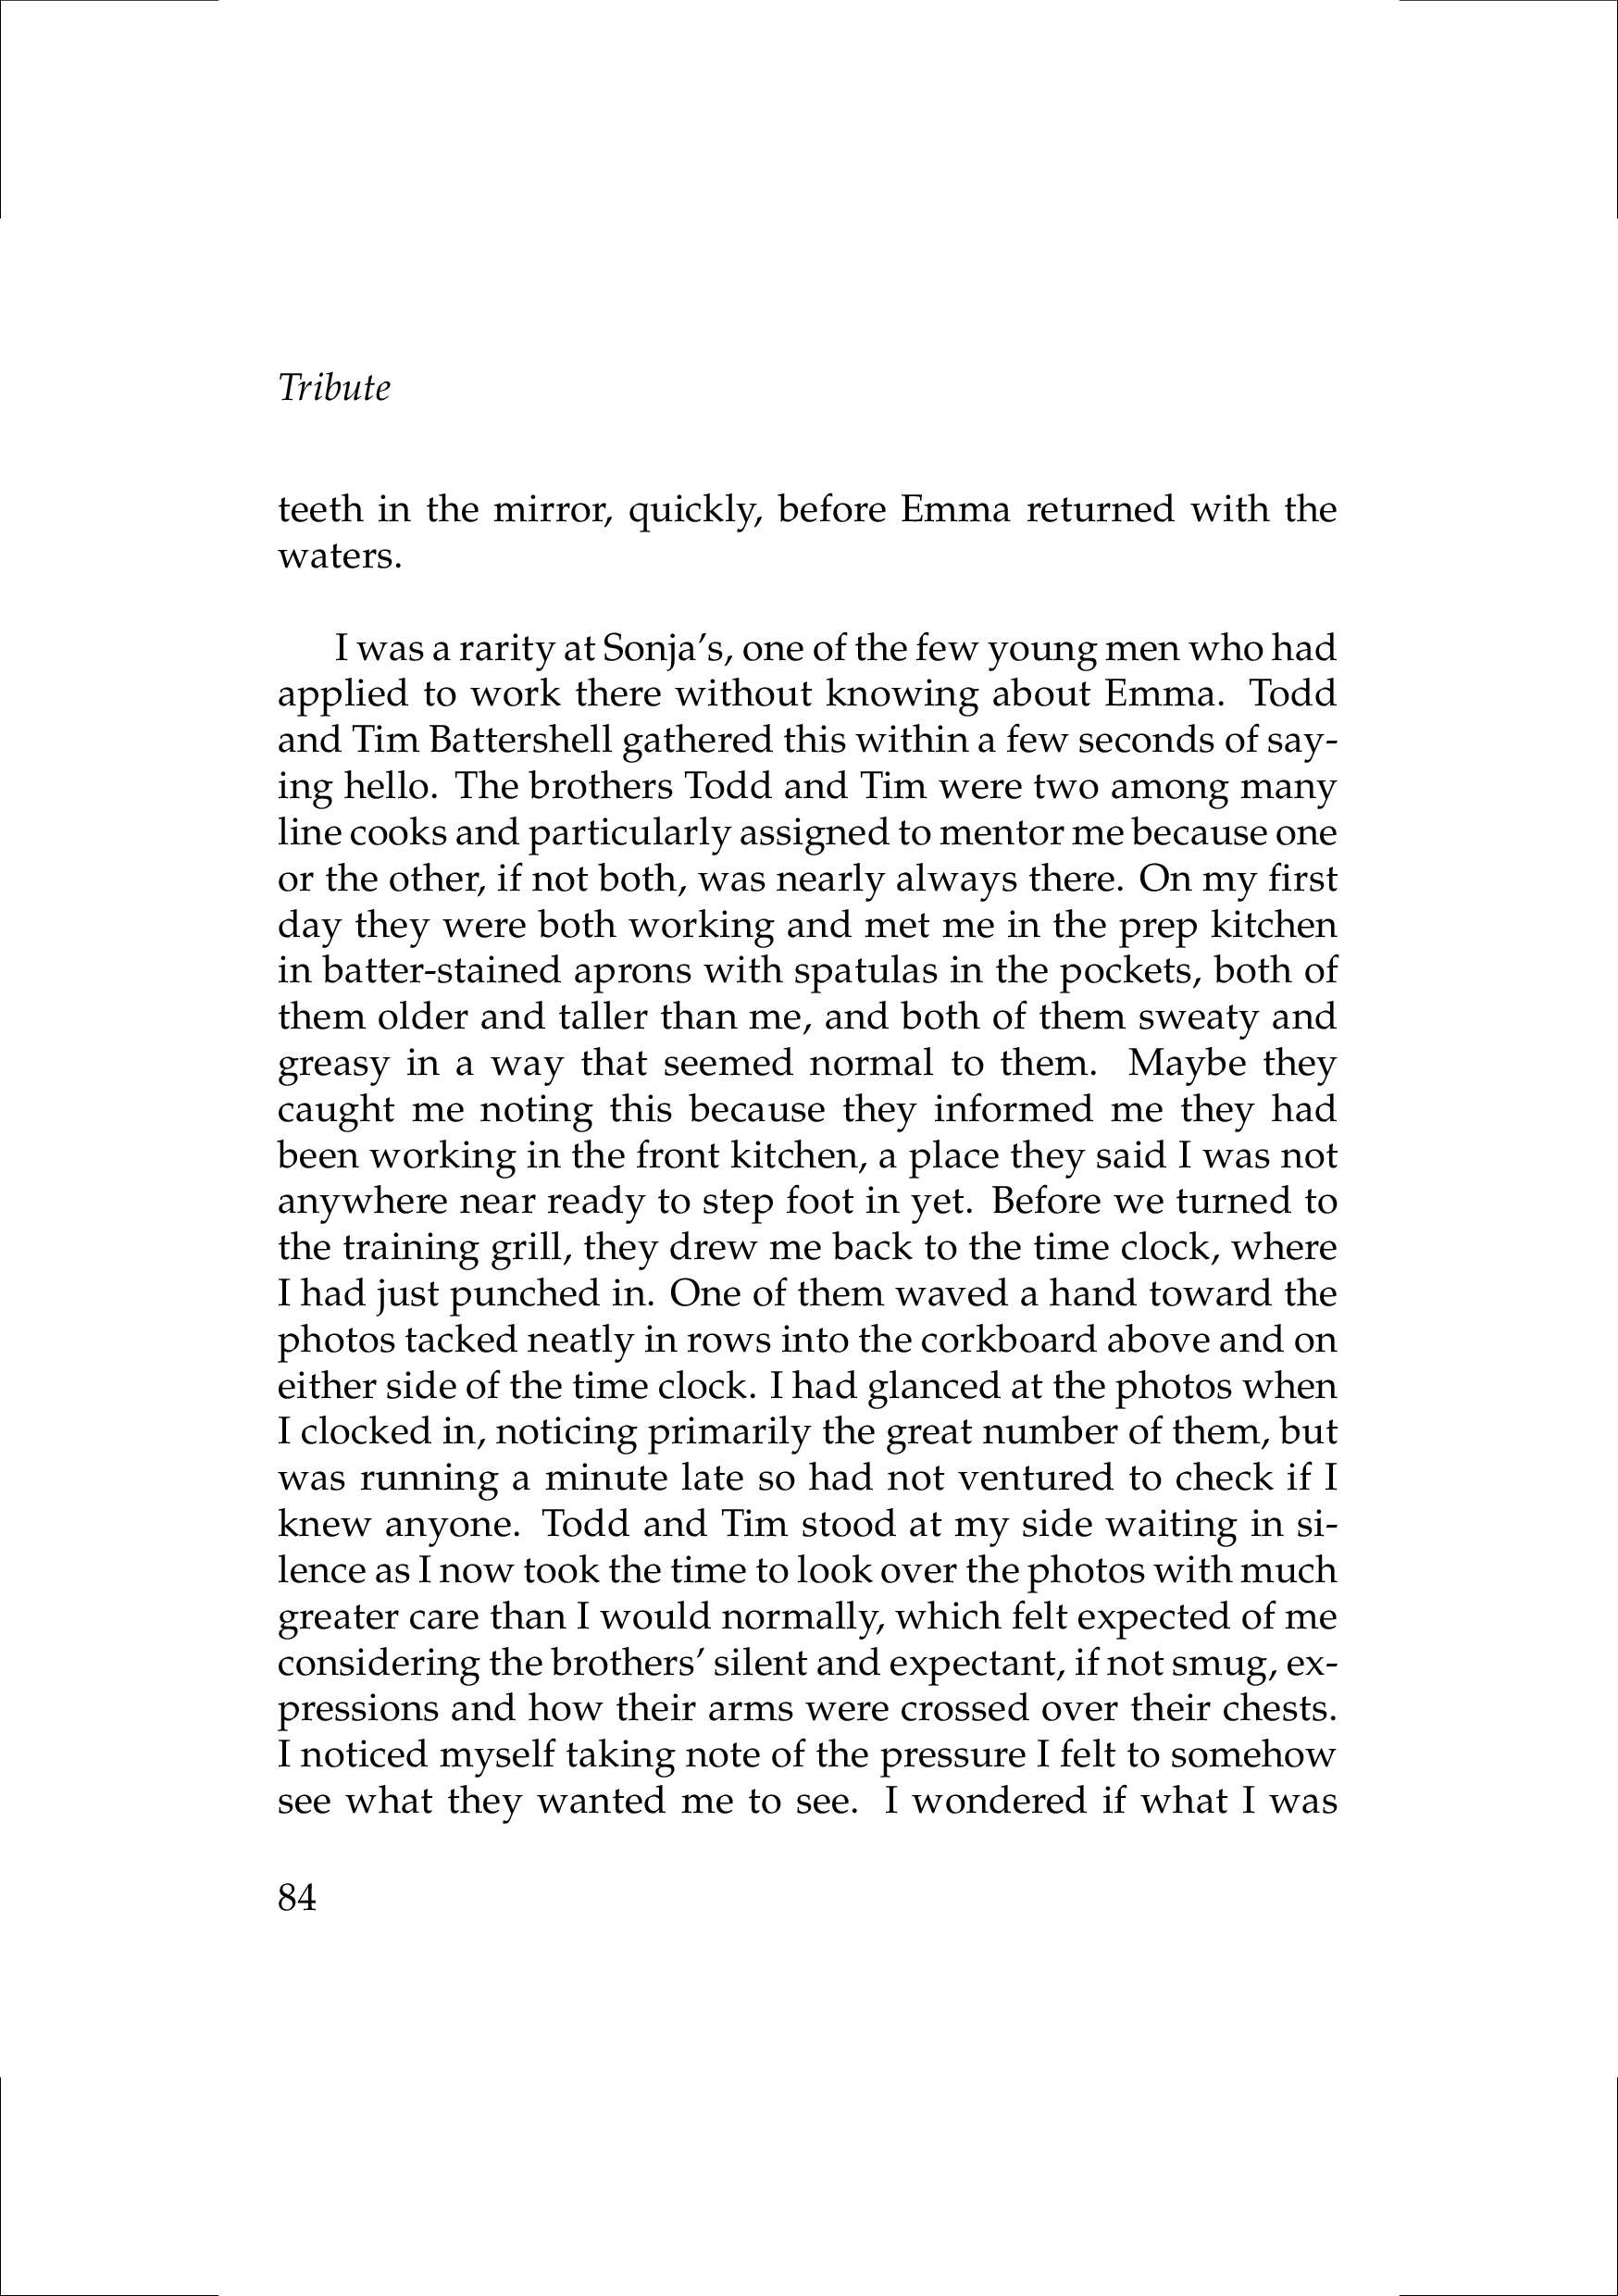 Tribute
teeth in the mirror, quickly, before Emma returned with the
waters.
I was a rarity at Sonja’s, one of the few young men who had
applied to work there without knowing about Emma. Todd
and Tim Battershell gathered this within a few seconds of say-
ing hello. The brothers Todd and Tim were two among many
line cooks and particularly assigned to mentor me because one
or the other, if not both, was nearly always there. On my first
day they were both working and met me in the prep kitchen
in batter-stained aprons with spatulas in the pockets, both of
them older and taller than me, and both of them sweaty and
greasy in a way that seemed normal to them. Maybe they
caught me noting this because they informed me they had
been working in the front kitchen, a place they said I was not
anywhere near ready to step foot in yet. Before we turned to
the training grill, they drew me back to the time clock, where
I had just punched in. One of them waved a hand toward the
photos tacked neatly in rows into the corkboard above and on
either side of the time clock. I had glanced at the photos when
I clocked in, noticing primarily the great number of them, but
was running a minute late so had not ventured to check if I
knew anyone. Todd and Tim stood at my side waiting in si-
lence as I now took the time to look over the photos with much
greater care than I would normally, which felt expected of me
considering the brothers’ silent and expectant, if not smug, ex-
pressions and how their arms were crossed over their chests.
I noticed myself taking note of the pressure I felt to somehow
see what they wanted me to see. I wondered if what I was
84